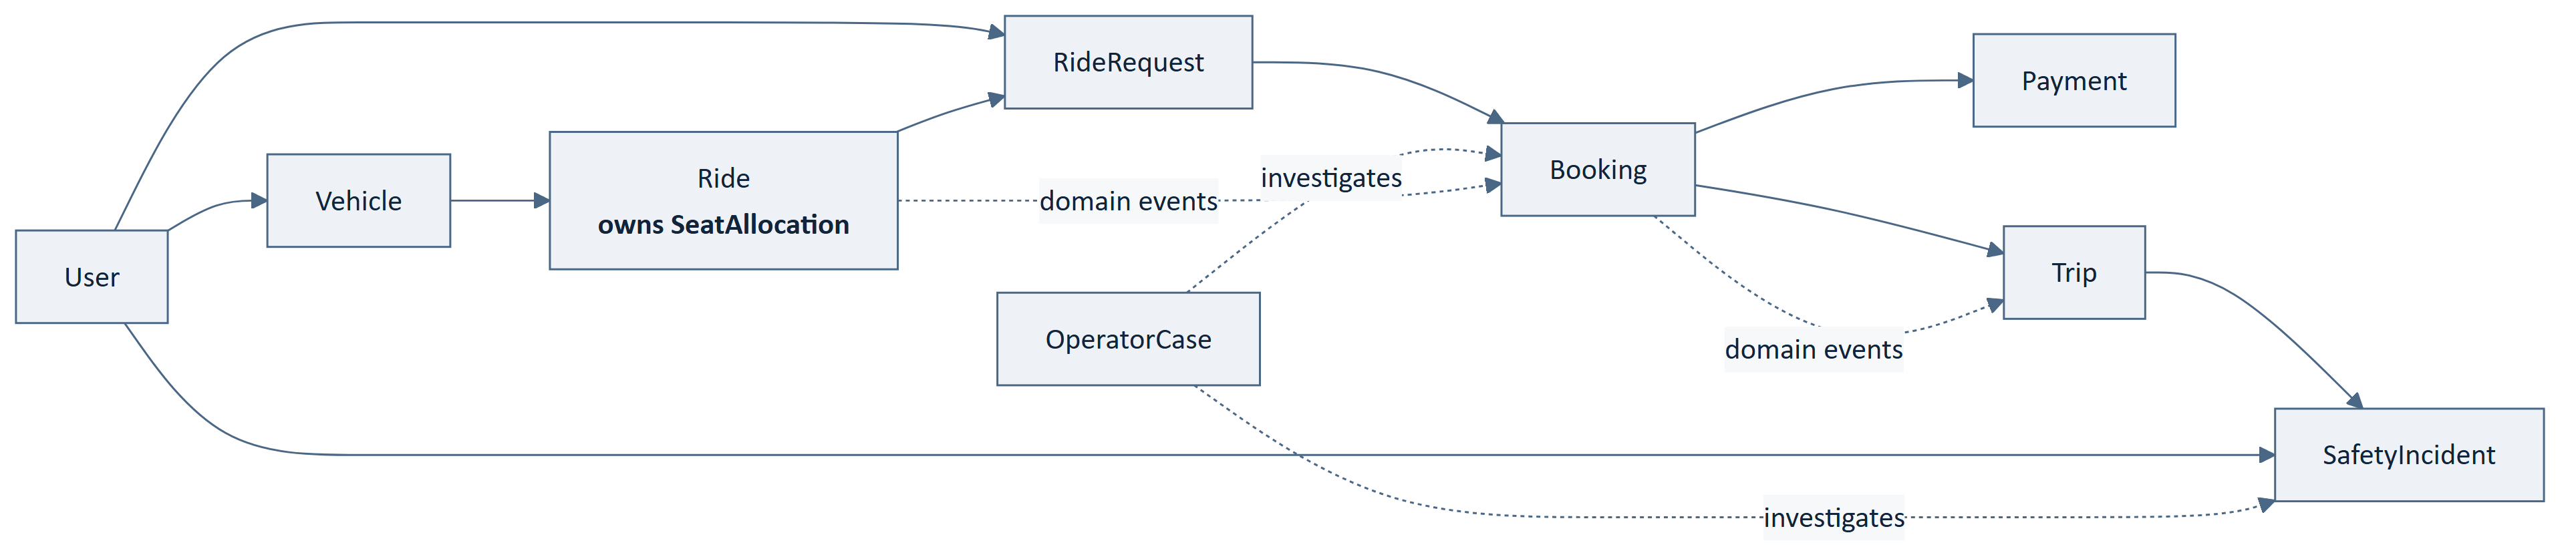 RideRequest
Payment
Booking
investigates
Ride
owns SeatAllocation
Vehicle
domain events
User
Trip
OperatorCase
domain events
SafetyIncident
investigates